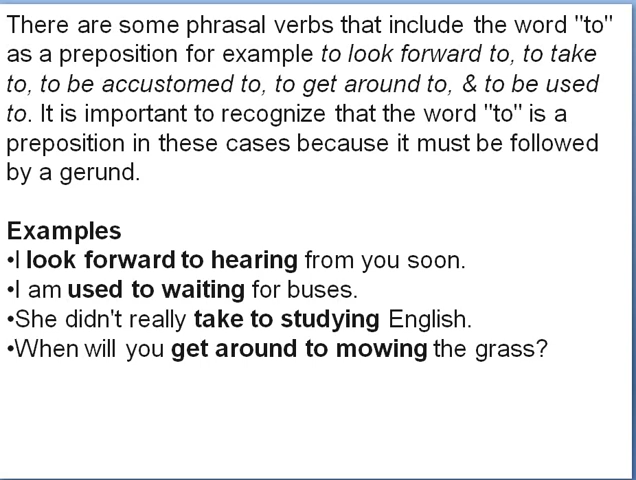 There are some phrasal verbs that include the word "to"
as a preposition for example to look forward to, to take
to, to be accustomed to, to get around to, & to be used
to. It is important to recognize that the word "to" is a
preposition in these cases because it must be followed
by a gerund.
Examples
•I look forward to hearing from you soon.
•I am used to waiting for buses.
•She didn't really take to studying English.
•When will you get around to mowing the grass?